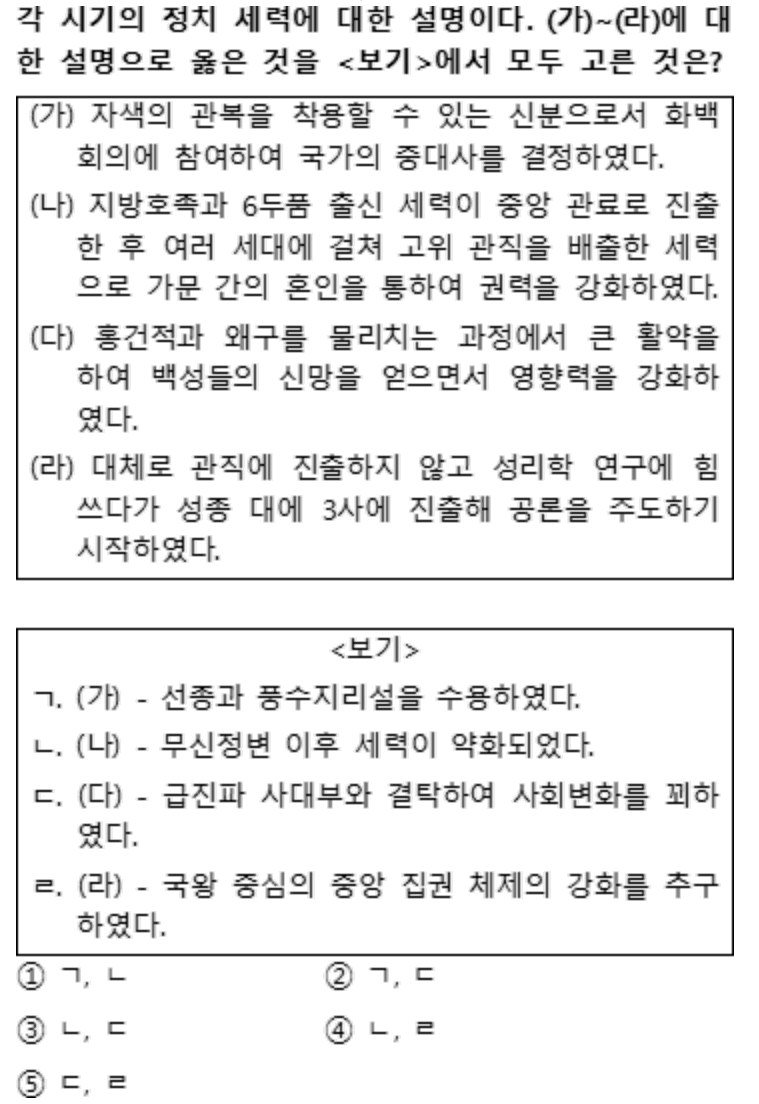 각 시기의 정치 세력에 대한 설명이다. (가)~(라)에 대
한 설명으로 옳은 것을 <보기>에서 모두 고른 것은?
(가) 자색의 관복을 착용할 수 있는 신분으로서 화백
회의에 참여하여 국가의 중대사를 결정하였다.
(나) 지방호족과 6두품 출신 세력이 중앙 관료로 진출
한 후 여러 세대에 걸쳐 고위 관직을 배출한 세력
으로 가문 간의 혼인을 통하여 권력을 강화하였다.
(다) 홍건적과 왜구를 물리치는 과정에서 큰 활약을
하여 백성들의 신망을 얻으면서 영향력을 강화하
였다.
(라) 대체로 관직에 진출하지 않고 성리학 연구에 힘
쓰다가 성종 대에 3사에 진출해 공론을 주도하기
시작하였다.
<보기>
ㄱ. (가) - 선종과 풍수지리설을 수용하였다.
ㄴ. (나) - 무신정변 이후 세력이 약화되었다.
ㄷ. (다) - 급진파 사대부와 결탁하여 사회변화를 꾀하
였다.
ㄹ. (라) - 국왕 중심의 중앙 집권 체제의 강화를 추구
하였다.
① ㄱ, ㄴ ② ㄱ, ㄷ
③ ㄴ, ㄷ ④ ㄴ, ㄹ
⑤ ㄷ, ㄹ